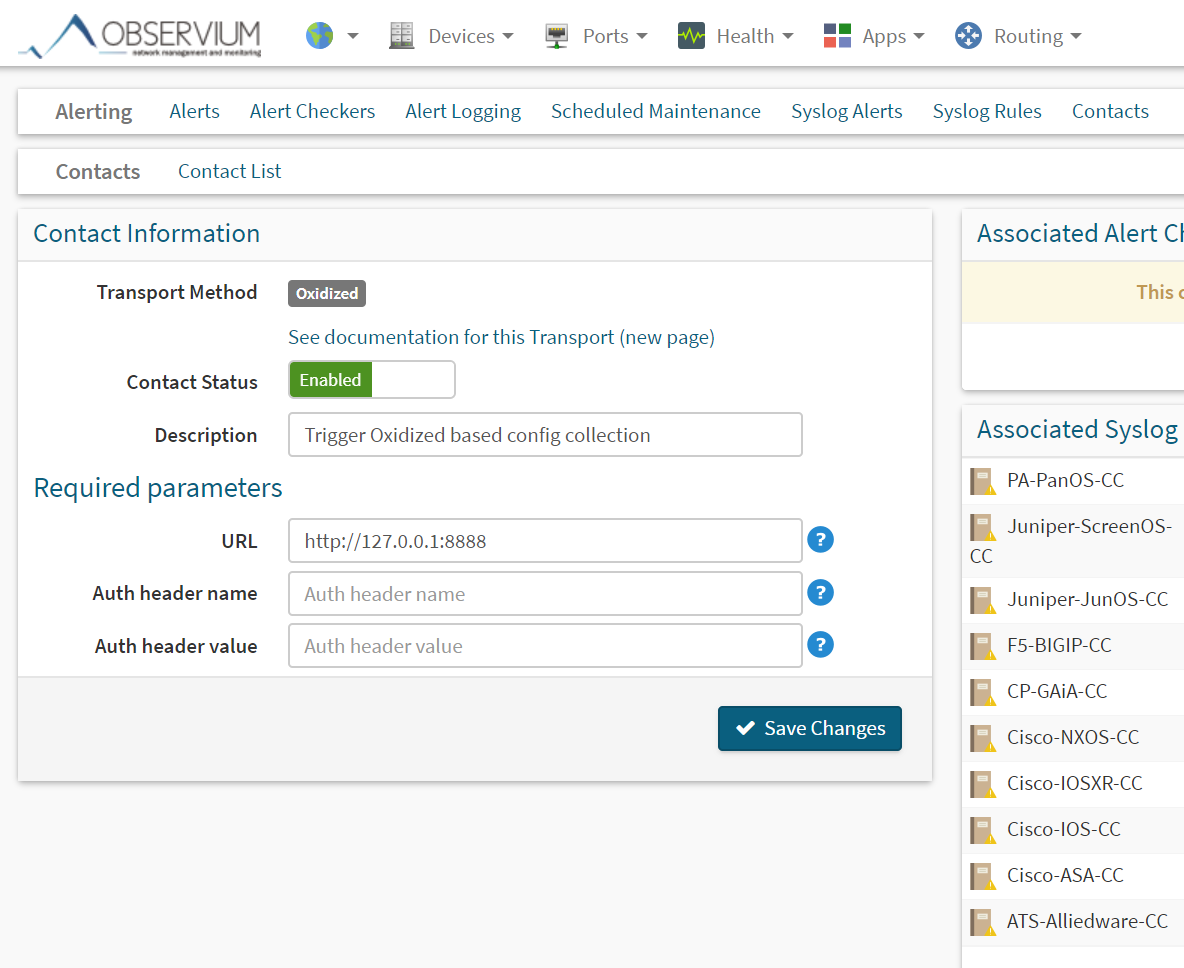 OBSERVIUM
network management and monitoring
Devices Ports Health Apps Routing
Alerting Alerts Alert Checkers Alert Logging Scheduled Maintenance Syslog Alerts Syslog Rules Contacts
Contacts Contact List
Contact Information
Transport Method Oxidized
See documentation for this Transport (new page)
Contact Status Enabled
Description Trigger Oxidized based config collection
Required parameters
URL http://127.0.0.1:8888 ?
Auth header name Auth header name ?
Auth header value Auth header value ?
Save Changes
Associated Alert
This
Associated Syslog
PA-PanOS-CC
Juniper-ScreenOS-
CC
Juniper-JunOS-CC
F5-BIGIP-CC
CP-GAiA-CC
Cisco-NXOS-CC
Cisco-IOSXR-CC
Cisco-IOS-CC
Cisco-ASA-CC
ATS-Alliedware-CC